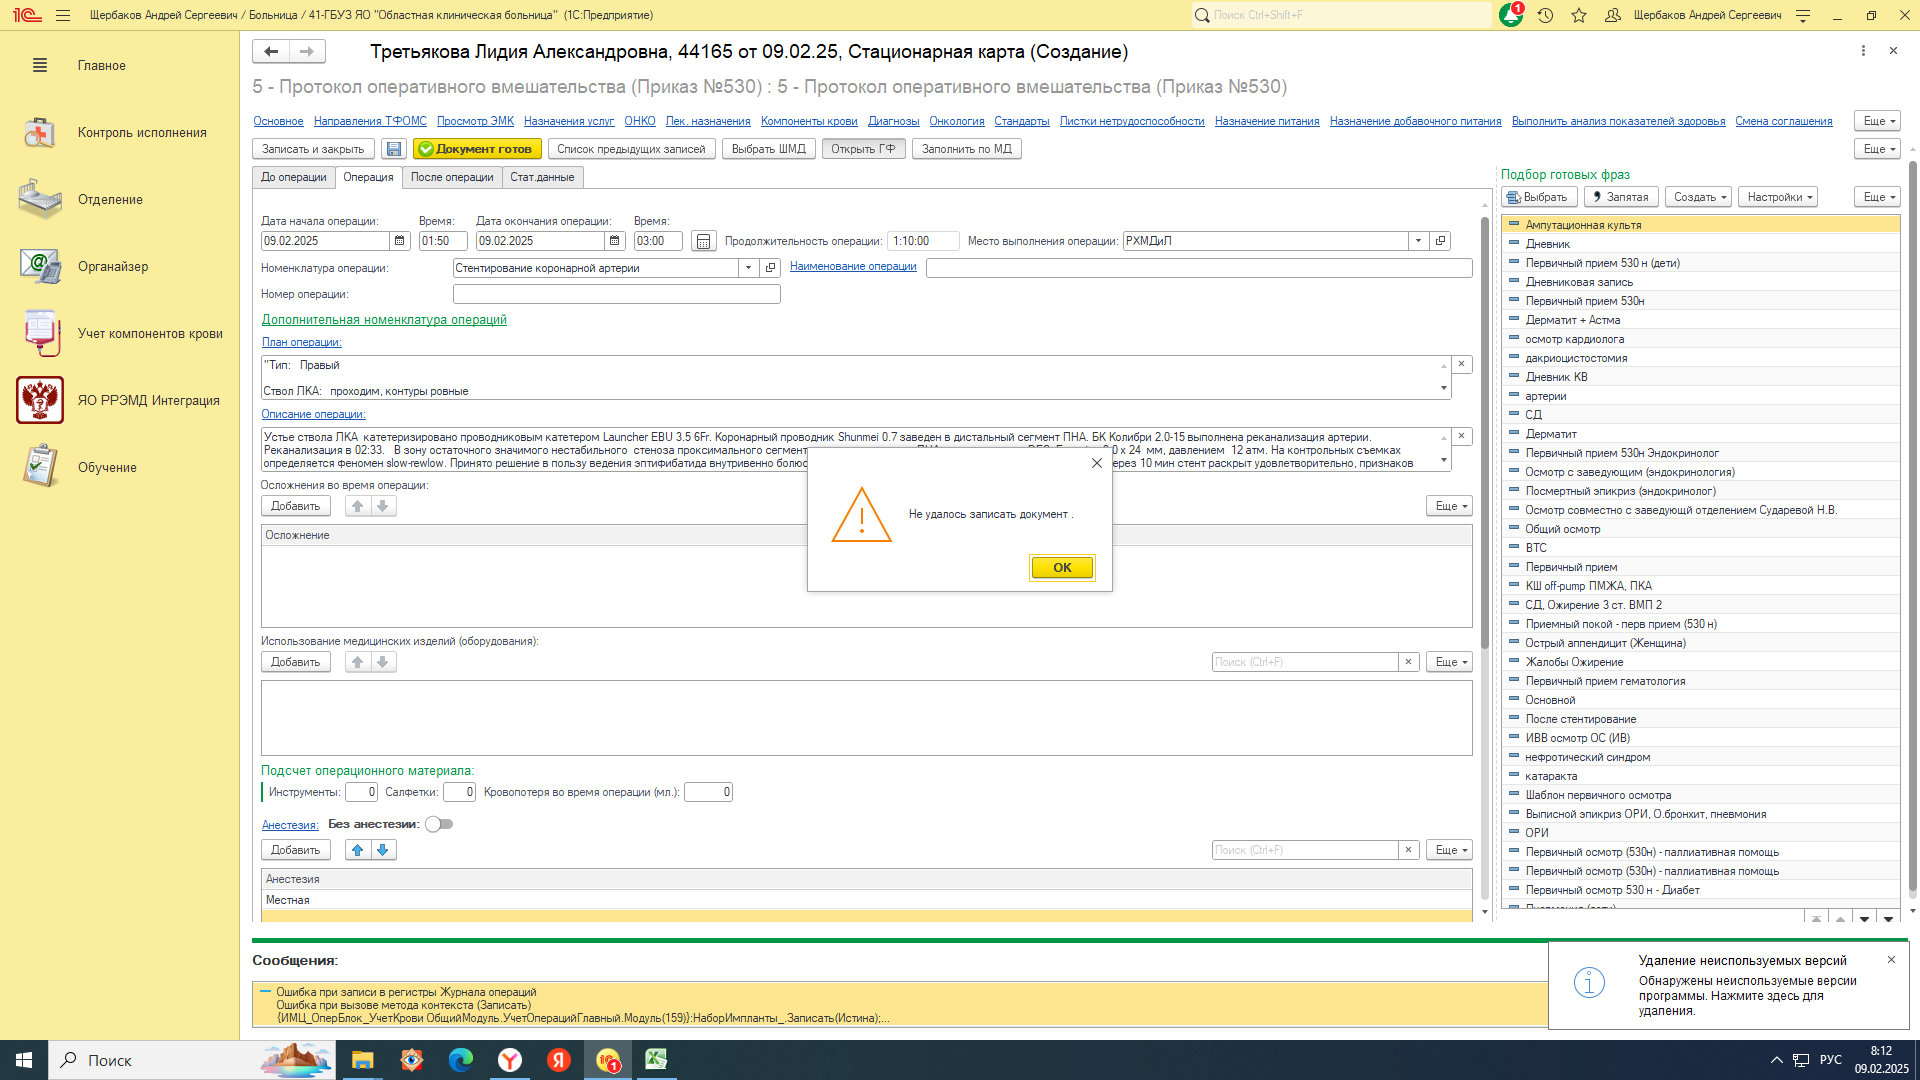 Щербаков Андрей Сергеевич / Больница / 41-ГБУЗ ЯО "Областная клиническая больница" (1С:Предприятие)
Поиск Ctrl+Shift+F
1
Щербаков Андрей Сергеевич
Главное
Контроль исполнения
Отделение
Органайзер
Учет компонентов крови
ЯО РРЭМД Интеграция
Обучение
Третьякова Лидия Александровна, 44165 от 09.02.25, Стационарная карта (Создание)
5 - Протокол оперативного вмешательства (Приказ №530) : 5 - Протокол оперативного вмешательства (Приказ №530)
Основное Направления ТФОМС Просмотр ЭМК Назначения услуг ОНКО Лек. назначения Компоненты крови Диагнозы Онкология Стандарты Листки нетрудоспособности Назначение питания Назначение добавочного питания Выполнить анализ показателей здоровья Смена соглашения Еще
Записать и закрыть Документ готов Список предыдущих записей Выбрать ШМД Открыть ГФ Заполнить по МД Еще
До операции Операция После операции Стат.данные
Дата начала операции: Время: Дата окончания операции: Время:
09.02.2025 01:50 09.02.2025 03:00 Продолжительность операции: 1:10:00 Место выполнения операции: РХМДиЛ
Номенклатура операции: Стентирование коронарной артерии Наименование операции
Номер операции:
Дополнительная номенклатура операций
План операции:
"Тип: Правый
Ствол ЛКА: проходим, контуры ровные
Описание операции:
Устье ствола ЛКА катетеризировано проводниковым катетером Launcher EBU 3.5 6Fr. Коронарный проводник Shunmei 0.7 заведен в дистальный сегмент ПНА. БК Колибри 2.0-15 выполнена реканализация артерии.
Реканализация в 02:33. В зону остаточного значимого нестабильного стеноза проксимального сегмент 0 x 24 мм, давлением 12 атм. На контрольных съемках
определяется феномен slow-rewlow. Принято решение в пользу ведения эптифибатида внутривенно болюс ерез 10 мин стент раскрыт удовлетворительно, признаков
Осложнения во время операции:
Добавить Еще
Осложнение
Использование медицинских изделий (оборудования):
Добавить Поиск (Ctrl+F) Еще
Подсчет операционного материала:
Инструменты: 0 Салфетки: 0 Кровопотеря во время операции (мл.): 0
Анестезия: Без анестезии:
Добавить Поиск (Ctrl+F) Еще
Анестезия
Местная
Не удалось записать документ .
OK
Подбор готовых фраз
Выбрать Запятая Создать Настройки Еще
Ампутационная культя
Дневник
Первичный прием 530 н (дети)
Дневниковая запись
Первичный прием 530н
Дерматит + Астма
осмотр кардиолога
дакриоцистостомия
Дневник КВ
артерии
СД
Дерматит
Первичный прием 530н Эндокринолог
Осмотр с заведующим (эндокринология)
Посмертный эпикриз (эндокринолог)
Осмотр совместно с заведующй отделением Сударевой Н.В.
Общий осмотр
ВТС
Первичный прием
КШ off-pump ПМЖА, ПКА
СД, Ожирение 3 ст. ВМП 2
Приемный покой - перв прием (530 н)
Острый аппендицит (Женщина)
Жалобы Ожирение
Первичный прием гематология
Основной
После стентирование
ИВВ осмотр ОС (ИВ)
нефротический синдром
катаракта
Шаблон первичного осмотра
Выписной эпикриз ОРИ, О.бронхит, пневмония
ОРИ
Первичный осмотр (530н) - паллиативная помощь
Первичный осмотр (530н) - паллиативная помощь
Первичный осмотр 530 н - Диабет
Сообщения:
Ошибка при записи в регистры Журнала операций
Ошибка при вызове метода контекста (Записать)
{ИМЦ_ОперБлок_УчетКрови ОбщийМодуль.УчетОперацийГлавный.Модуль(159)}:НаборИмпланты_.Записать(Истина);...
Удаление неиспользуемых версий
Обнаружены неиспользуемые версии
программы. Нажмите здесь для
удаления.
Поиск
1
РУС
8:12
09.02.2025